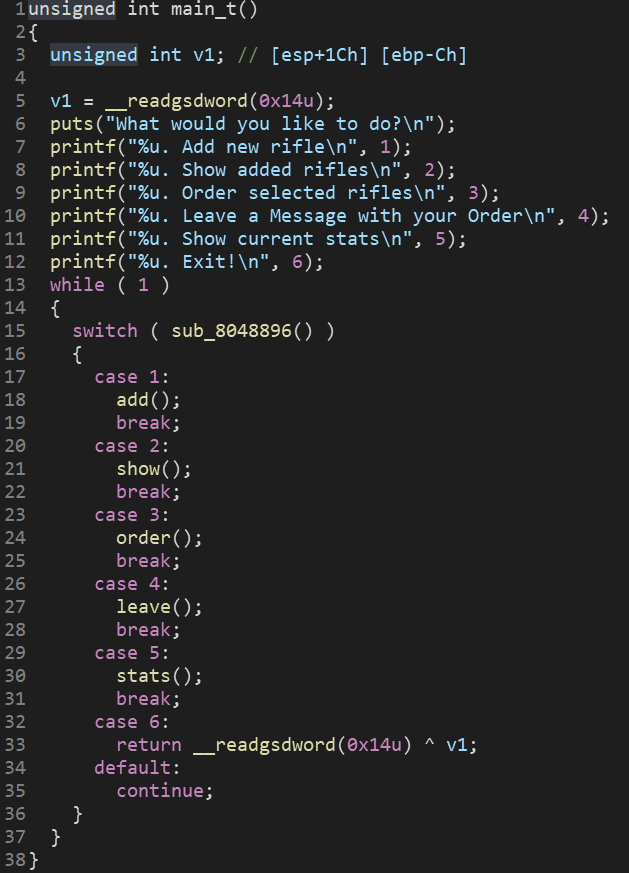 1 unsigned int main_t()
2 {
3   unsigned int v1; // [esp+1Ch] [ebp-Ch]
4
5   v1 = __readgsdword(0x14u);
6   puts("What would you like to do?\n");
7   printf("%u. Add new rifle\n", 1);
8   printf("%u. Show added rifles\n", 2);
9   printf("%u. Order selected rifles\n", 3);
10   printf("%u. Leave a Message with your Order\n", 4);
11   printf("%u. Show current stats\n", 5);
12   printf("%u. Exit!\n", 6);
13   while ( 1 )
14   {
15     switch ( sub_8048896() )
16     {
17       case 1:
18         add();
19         break;
20       case 2:
21         show();
22         break;
23       case 3:
24         order();
25         break;
26       case 4:
27         leave();
28         break;
29       case 5:
30         stats();
31         break;
32       case 6:
33         return __readgsdword(0x14u) ^ v1;
34       default:
35         continue;
36     }
37   }
38 }